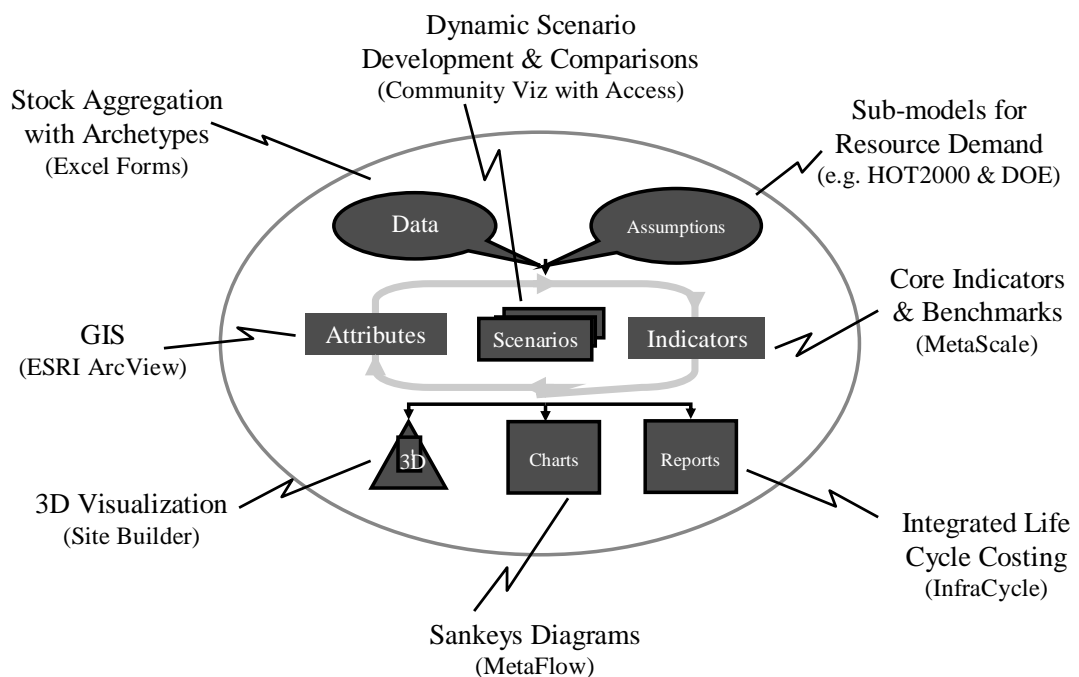 Dynamic Scenario
Development & Comparisons
(Community Viz with Access)
Stock Aggregation
with Archetypes
(Excel Forms)
Sub-models for
Resource Demand
(e.g. HOT2000 & DOE)
Data
Assumptions
Core Indicators
& Benchmarks
(MetaScale)
GIS
(ESRI ArcView)
Attributes
Scenarios
Indicators
3D
Charts
Reports
3D Visualization
(Site Builder)
Integrated Life
Cycle Costing
(InfraCycle)
Sankeys Diagrams
(MetaFlow)